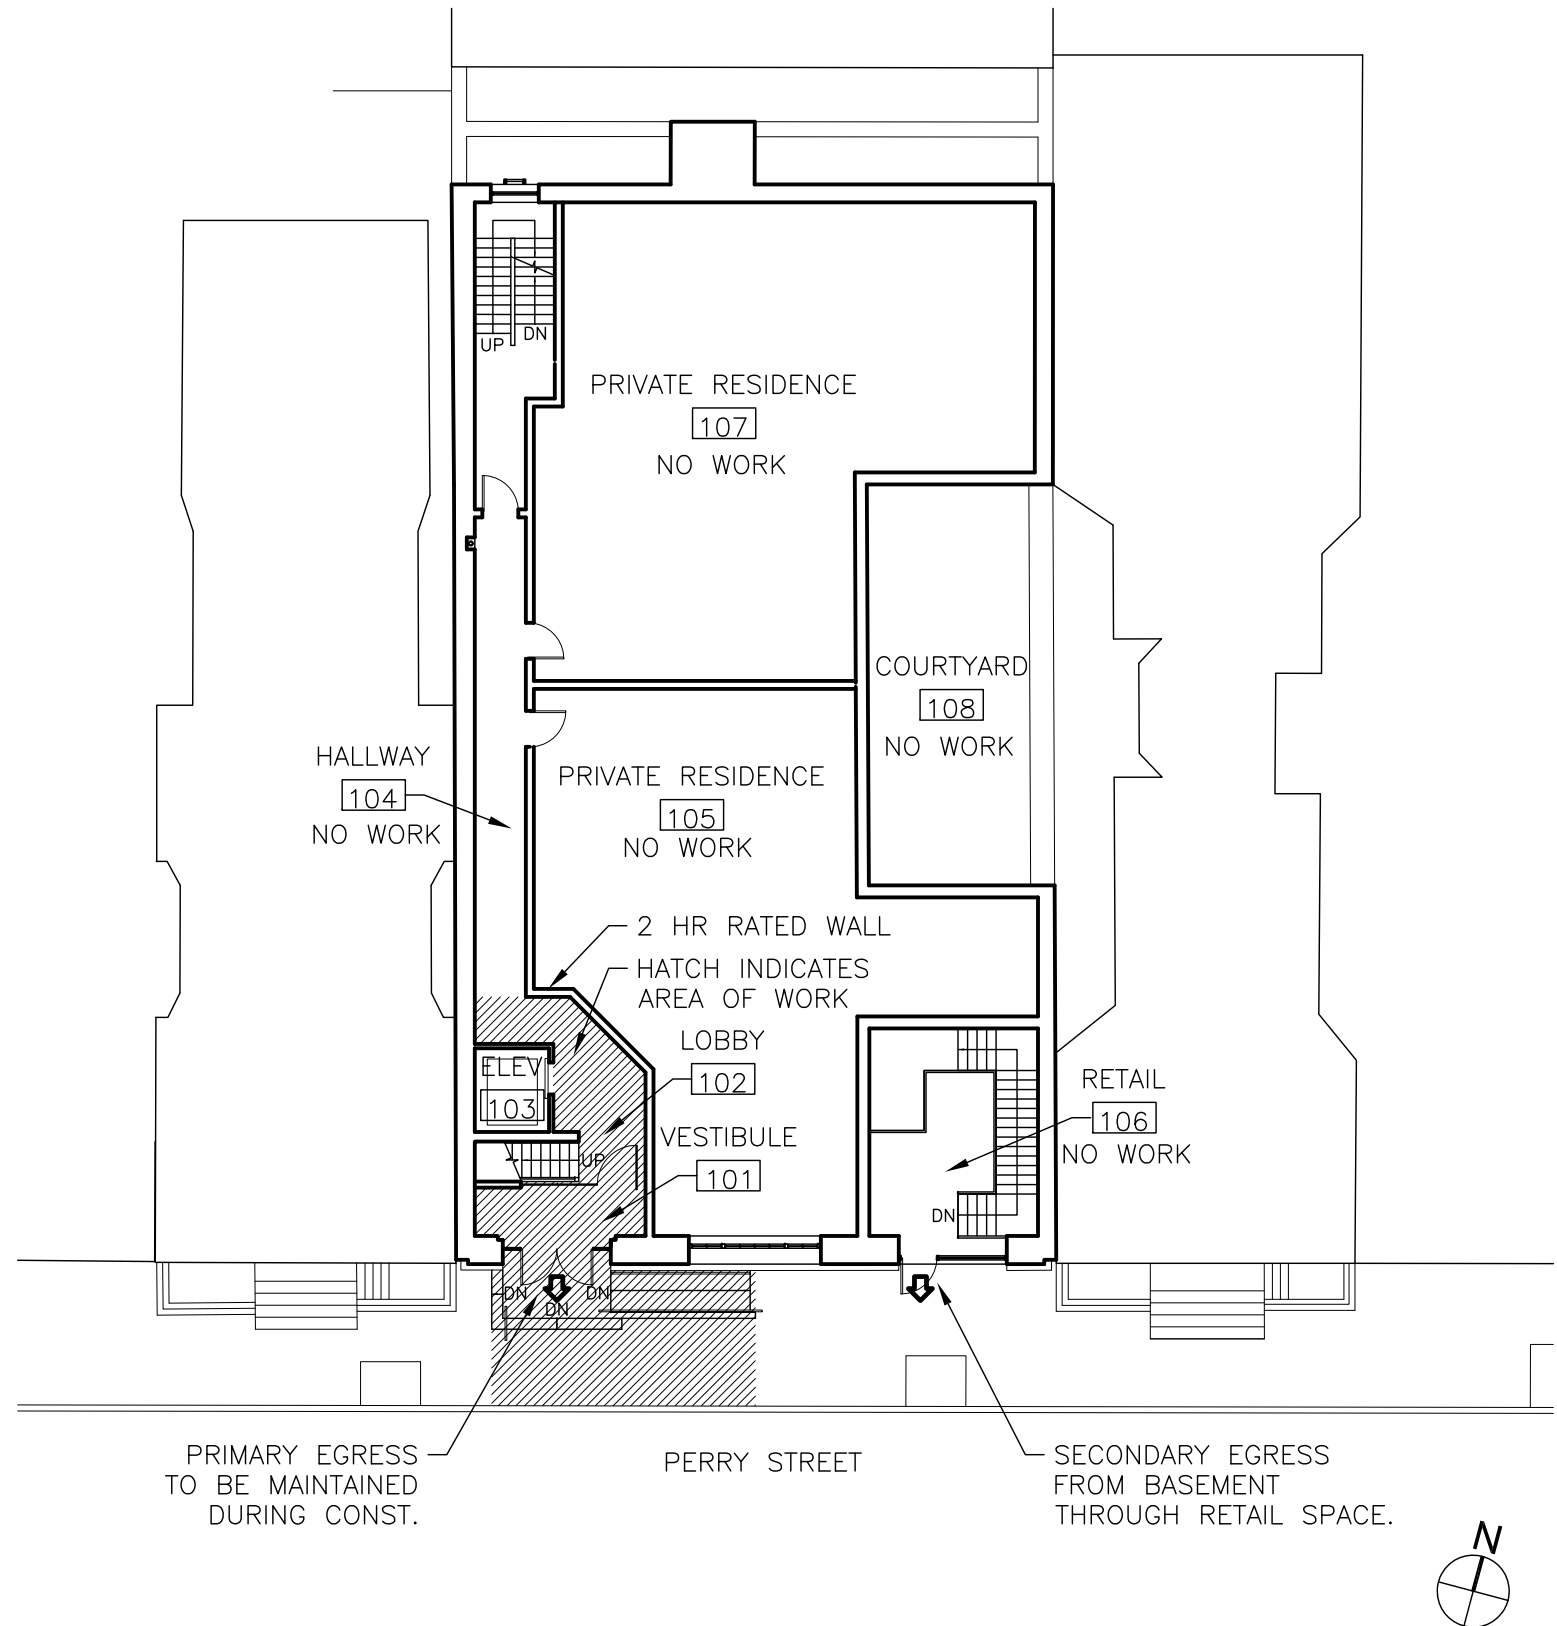 UP
DN
PRIVATE RESIDENCE
107
NO WORK
COURTYARD
108
NO WORK
HALLWAY
104
NO WORK
PRIVATE RESIDENCE
105
NO WORK
2 HR RATED WALL
HATCH INDICATES
AREA OF WORK
LOBBY
102
ELEV
103
RETAIL
106
NO WORK
VESTIBULE
101
UP
DN
DN
DN
DN
PRIMARY EGRESS
TO BE MAINTAINED
DURING CONST.
PERRY STREET
SECONDARY EGRESS
FROM BASEMENT
THROUGH RETAIL SPACE.
N